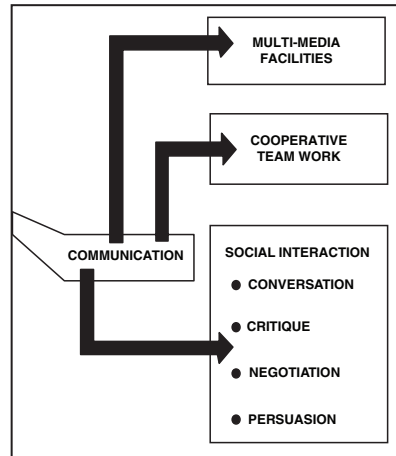 MULTI-MEDIA
FACILITIES
COOPERATIVE
TEAM WORK
COMMUNICATION
SOCIAL INTERACTION
● CONVERSATION
● CRITIQUE
● NEGOTIATION
● PERSUASION